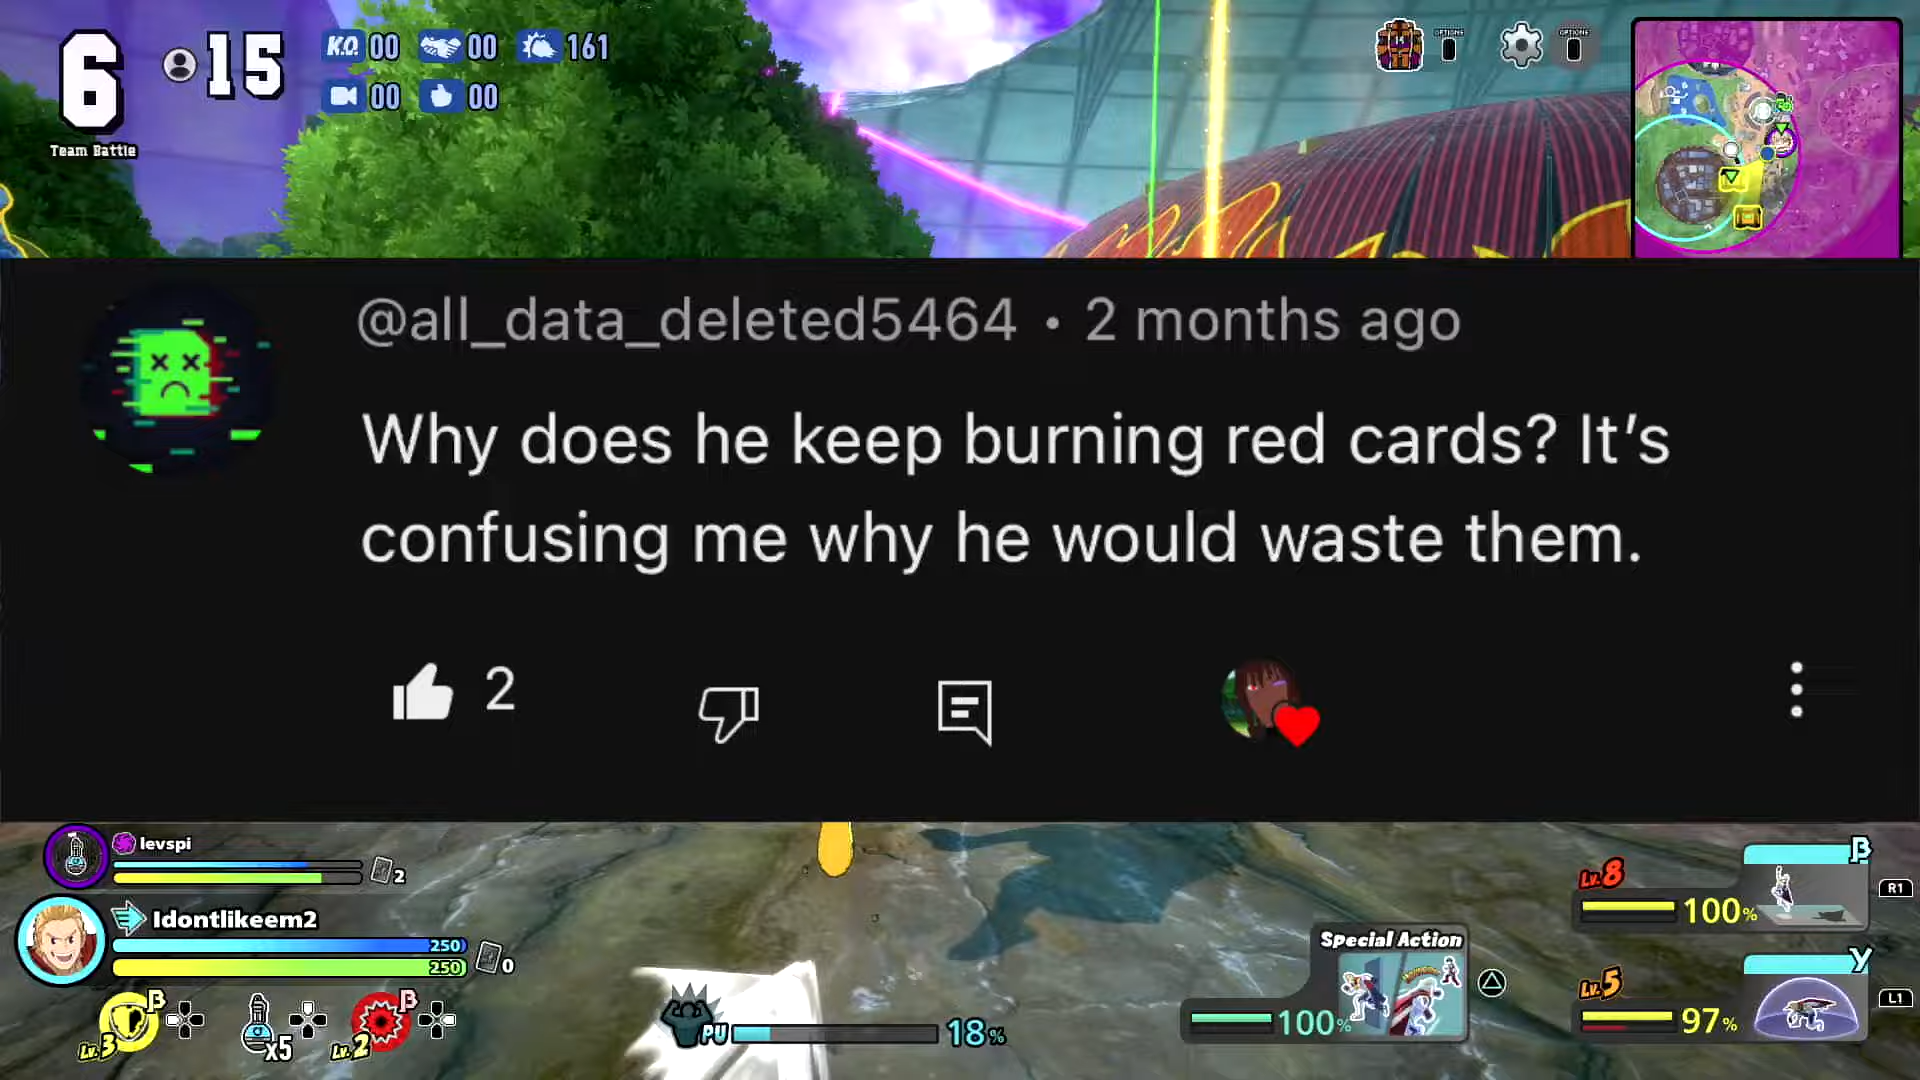 6
15
K.O. 00
00
161
00
00
Team Battle
OPTIONS
OPTIONS
@all_data_deleted5464 • 2 months ago
Why does he keep burning red cards? It's
confusing me why he would waste them.
2
levspi
2
Idontlikeem2
250
250
0
β
Lv.3
x5
β
Lv.2
PU
18%
Special Action
100%
Lv.8
100%
β
R1
Lv.5
97%
γ
L1